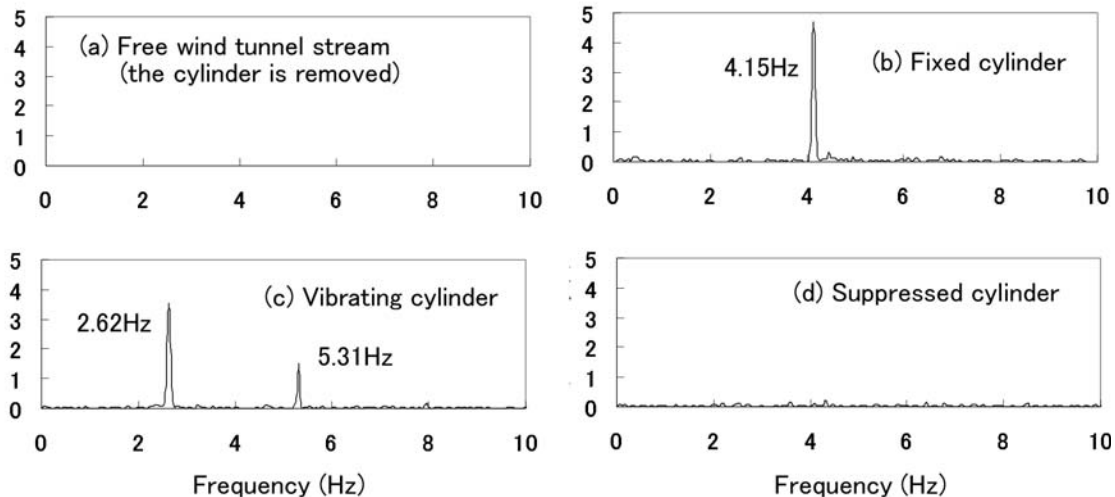 5
4
3
2
1
0
(a) Free wind tunnel stream
(the cylinder is removed)
0 2 4 6 8 10
5
4
3
2
1
0
4.15Hz
(b) Fixed cylinder
0 2 4 6 8 10
5
4
3
2
1
0
(c) Vibrating cylinder
2.62Hz
5.31Hz
0 2 4 6 8 10
Frequency (Hz)
5
4
3
2
1
0
(d) Suppressed cylinder
0 2 4 6 8 10
Frequency (Hz)